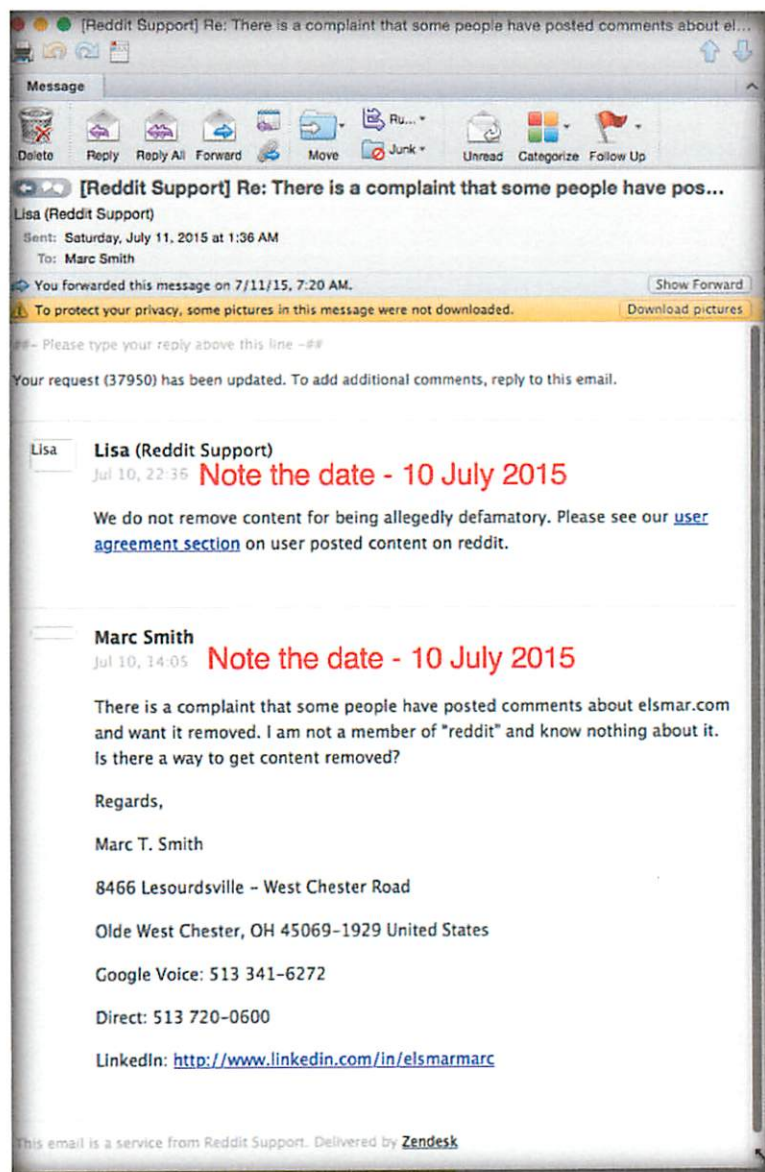 [Reddit Support] Re: There is a complaint that some people have posted comments about el...
Message
Delete Reply Reply All Forward Move Ru... Junk Unread Categorize Follow Up
[Reddit Support] Re: There is a complaint that some people have pos...
Lisa (Reddit Support)
Sent: Saturday, July 11, 2015 at 1:36 AM
To: Marc Smith
You forwarded this message on 7/11/15, 7:20 AM. Show Forward
To protect your privacy, some pictures in this message were not downloaded. Download pictures
##- Please type your reply above this line -##
Your request (37950) has been updated. To add additional comments, reply to this email.
Lisa Lisa (Reddit Support)
Jul 10, 22:36 Note the date - 10 July 2015
We do not remove content for being allegedly defamatory. Please see our user
agreement section on user posted content on reddit.
Marc Smith
Jul 10, 14:05 Note the date - 10 July 2015
There is a complaint that some people have posted comments about elsmar.com
and want it removed. I am not a member of "reddit" and know nothing about it.
Is there a way to get content removed?
Regards,
Marc T. Smith
8466 Lesourdsville - West Chester Road
Olde West Chester, OH 45069-1929 United States
Google Voice: 513 341-6272
Direct: 513 720-0600
LinkedIn: http://www.linkedin.com/in/elsmarmarc
This email is a service from Reddit Support. Delivered by Zendesk